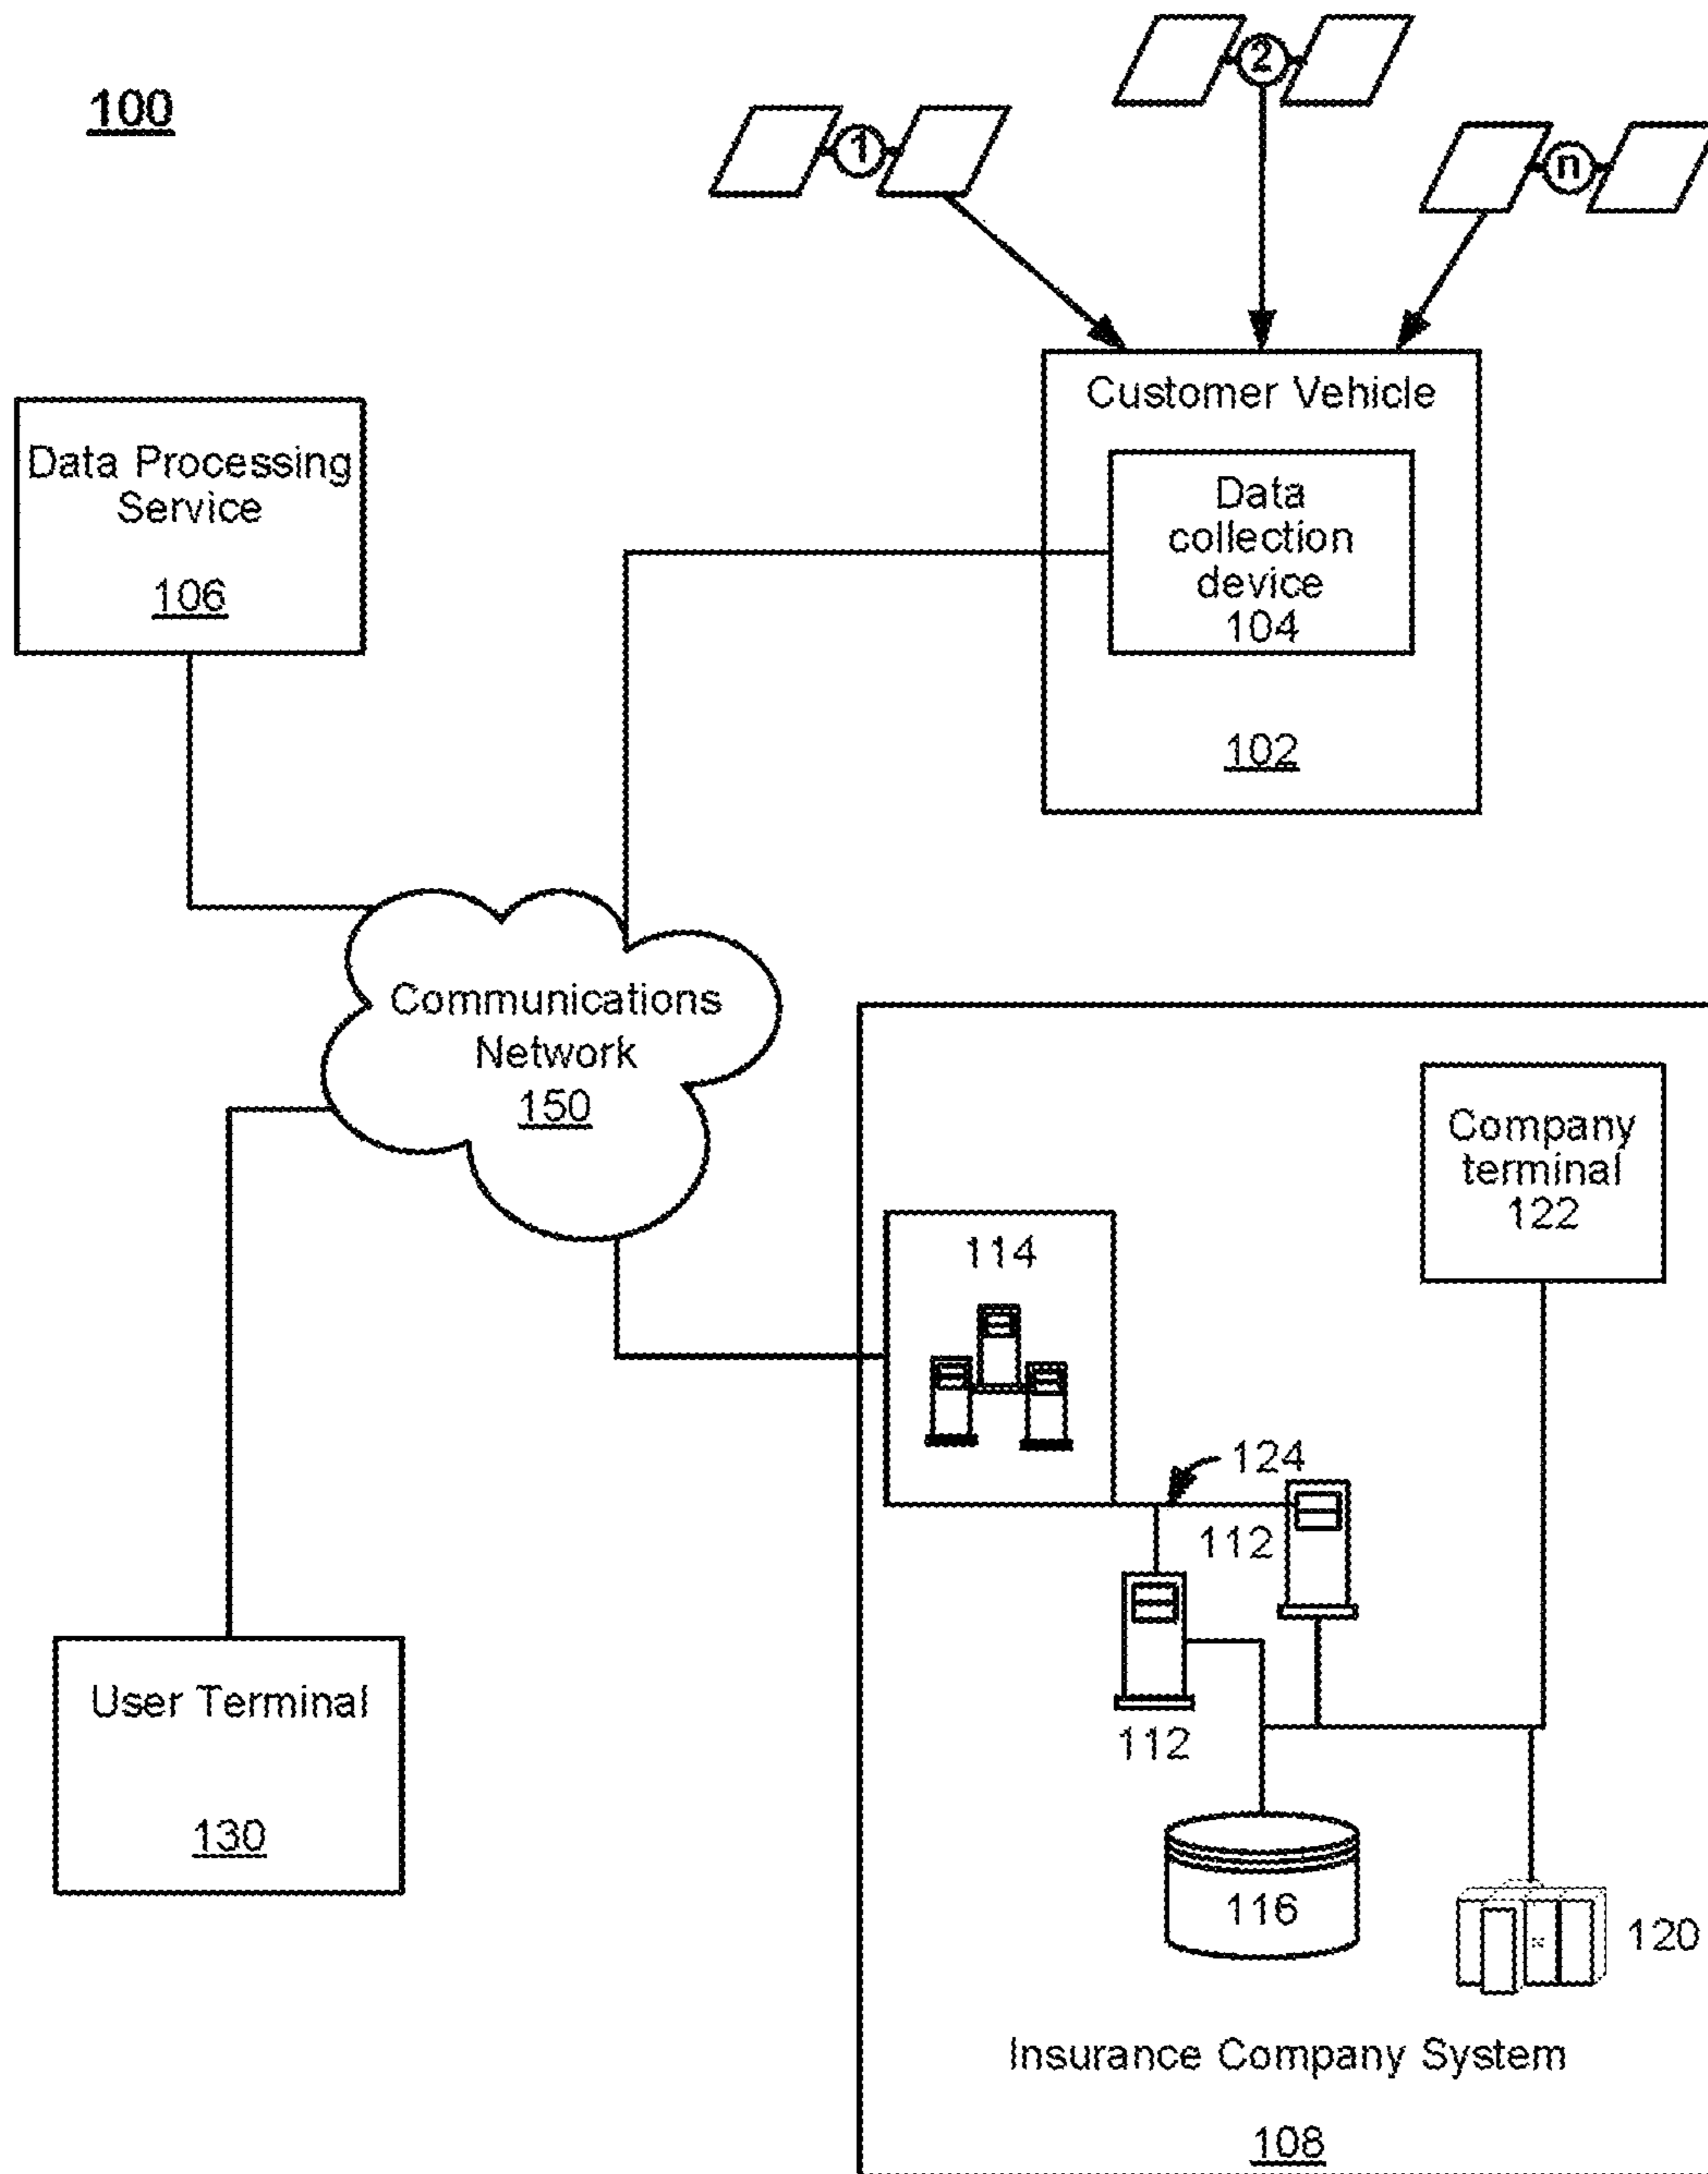 100
1
2
n
Customer Vehicle
Data
collection
device
104
102
Data Processing
Service
106
Communications
Network
150
Company
terminal
122
114
124
112
112
116
120
User Terminal
130
Insurance Company System
108